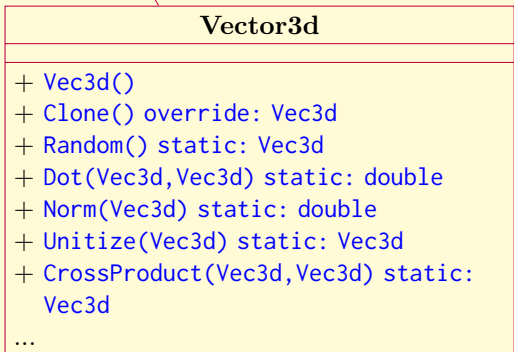 Vector3d
+ Vec3d()
+ Clone() override: Vec3d
+ Random() static: Vec3d
+ Dot(Vec3d,Vec3d) static: double
+ Norm(Vec3d) static: double
+ Unitize(Vec3d) static: Vec3d
+ CrossProduct(Vec3d,Vec3d) static:
Vec3d
...